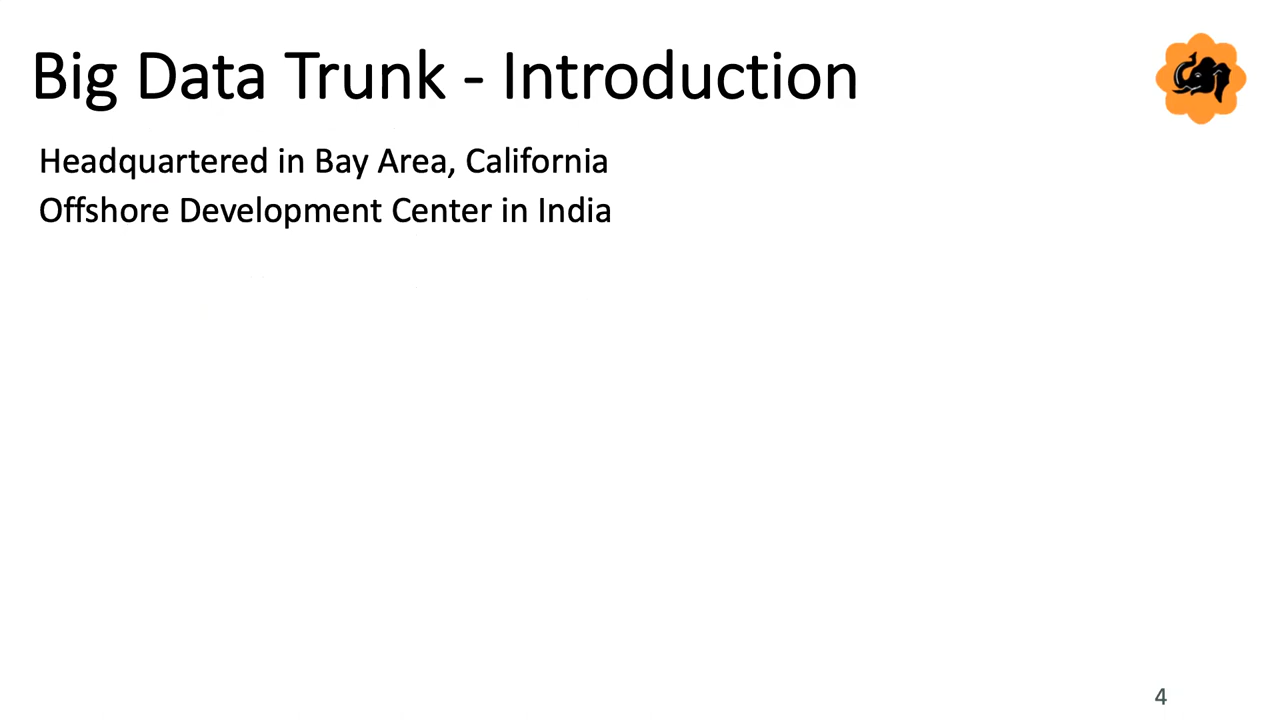 Big Data Trunk - Introduction
Headquartered in Bay Area, California
Offshore Development Center in India
4